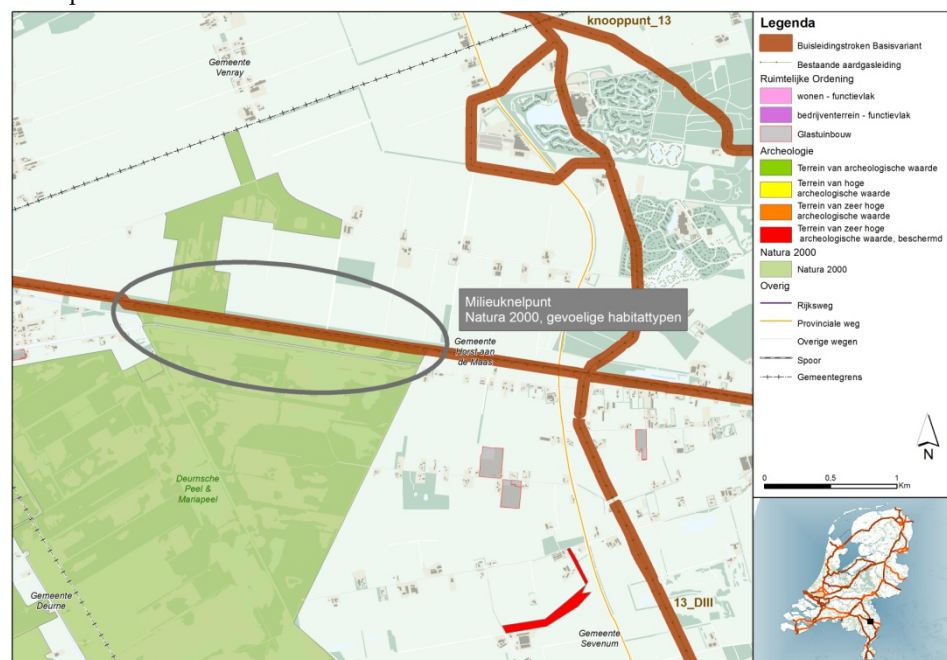 knooppunt_13
Gemeente
Venray
Milieuknelpunt
Natura 2000, gevoelige habitattypen
Gemeente
Horst aan
de Maas
Deurnsche
Peel &
Mariapeel
Gemeente
Deurne
13_DIII
Gemeente
Sevenum
Legenda
Buisleidingstroken Basisvariant
Bestaande aardgasleiding
Ruimtelijke Ordening
wonen - functievlak
bedrijventerrein - functievlak
Glastuinbouw
Archeologie
Terrein van archeologische waarde
Terrein van hoge
archeologische waarde
Terrein van zeer hoge
archeologische waarde
Terrein van zeer hoge
archeologische waarde, beschermd
Natura 2000
Natura 2000
Overig
Rijksweg
Provinciale weg
Overige wegen
Spoor
Gemeentegrens
N
0 0,5 1
Km